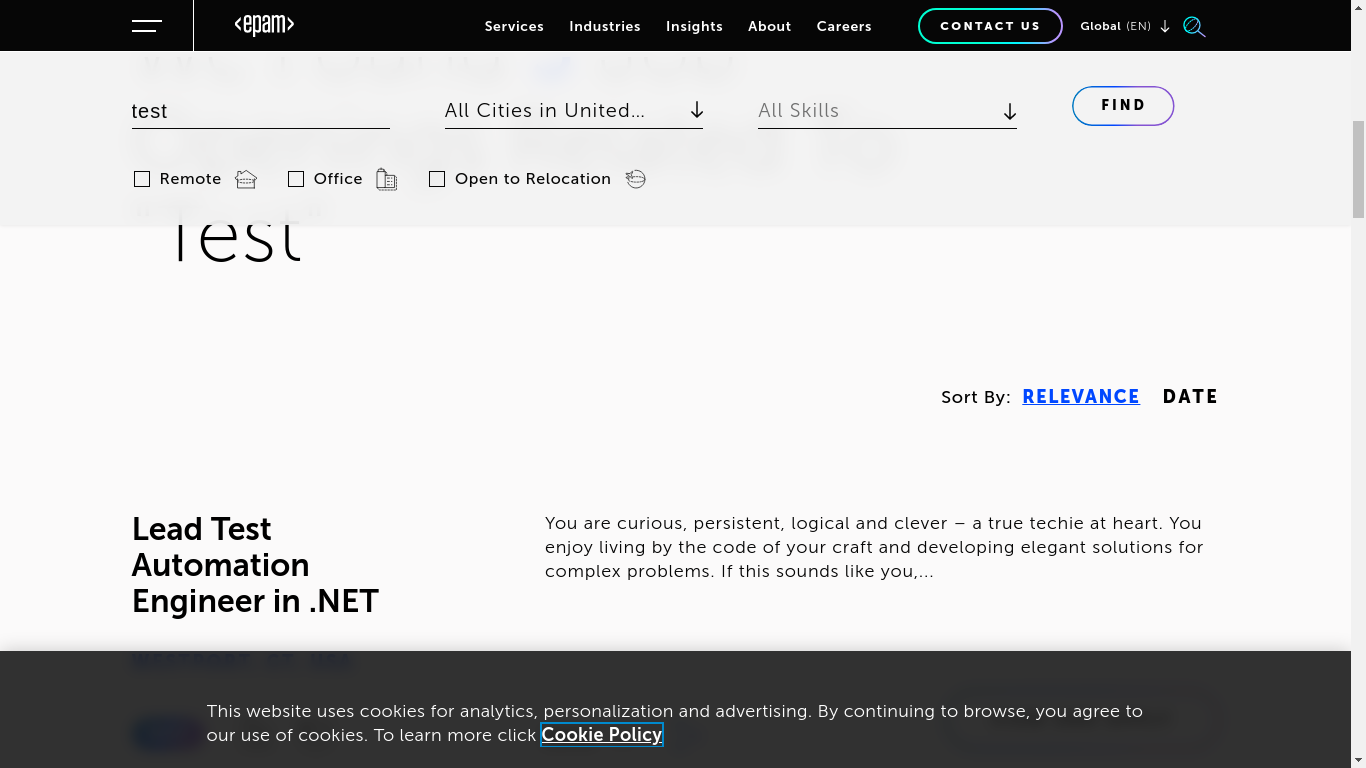 <epam>
Services Industries Insights About Careers CONTACT US Global (EN)
test All Cities in United... All Skills FIND
Remote Office Open to Relocation
Test
Sort By: RELEVANCE DATE
Lead Test
Automation
Engineer in .NET
You are curious, persistent, logical and clever – a true techie at heart. You
enjoy living by the code of your craft and developing elegant solutions for
complex problems. If this sounds like you,...
This website uses cookies for analytics, personalization and advertising. By continuing to browse, you agree to
our use of cookies. To learn more click Cookie Policy